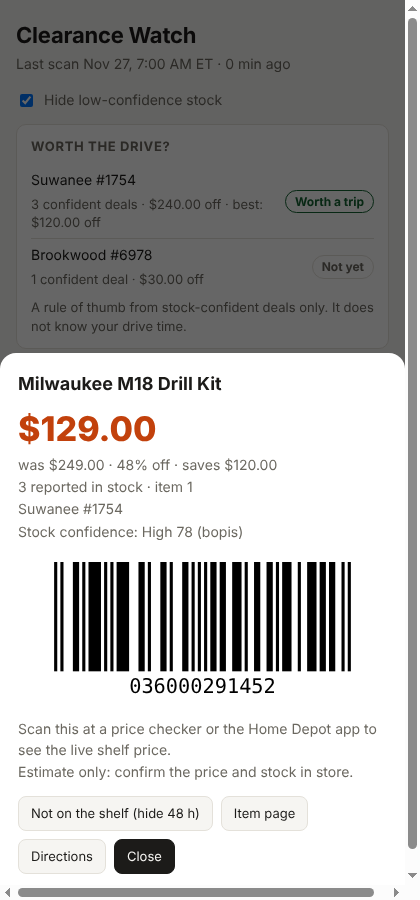 Clearance Watch
Last scan Nov 27, 7:00 AM ET · 0 min ago
Hide low-confidence stock
WORTH THE DRIVE?
Suwanee #1754
3 confident deals · $240.00 off · best:
$120.00 off
Worth a trip
Brookwood #6978
1 confident deal · $30.00 off
Not yet
A rule of thumb from stock-confident deals only. It does
not know your drive time.
Milwaukee M18 Drill Kit
$129.00
was $249.00 · 48% off · saves $120.00
3 reported in stock · item 1
Suwanee #1754
Stock confidence: High 78 (bopis)
036000291452
Scan this at a price checker or the Home Depot app to
see the live shelf price.
Estimate only: confirm the price and stock in store.
Not on the shelf (hide 48 h)
Item page
Directions
Close